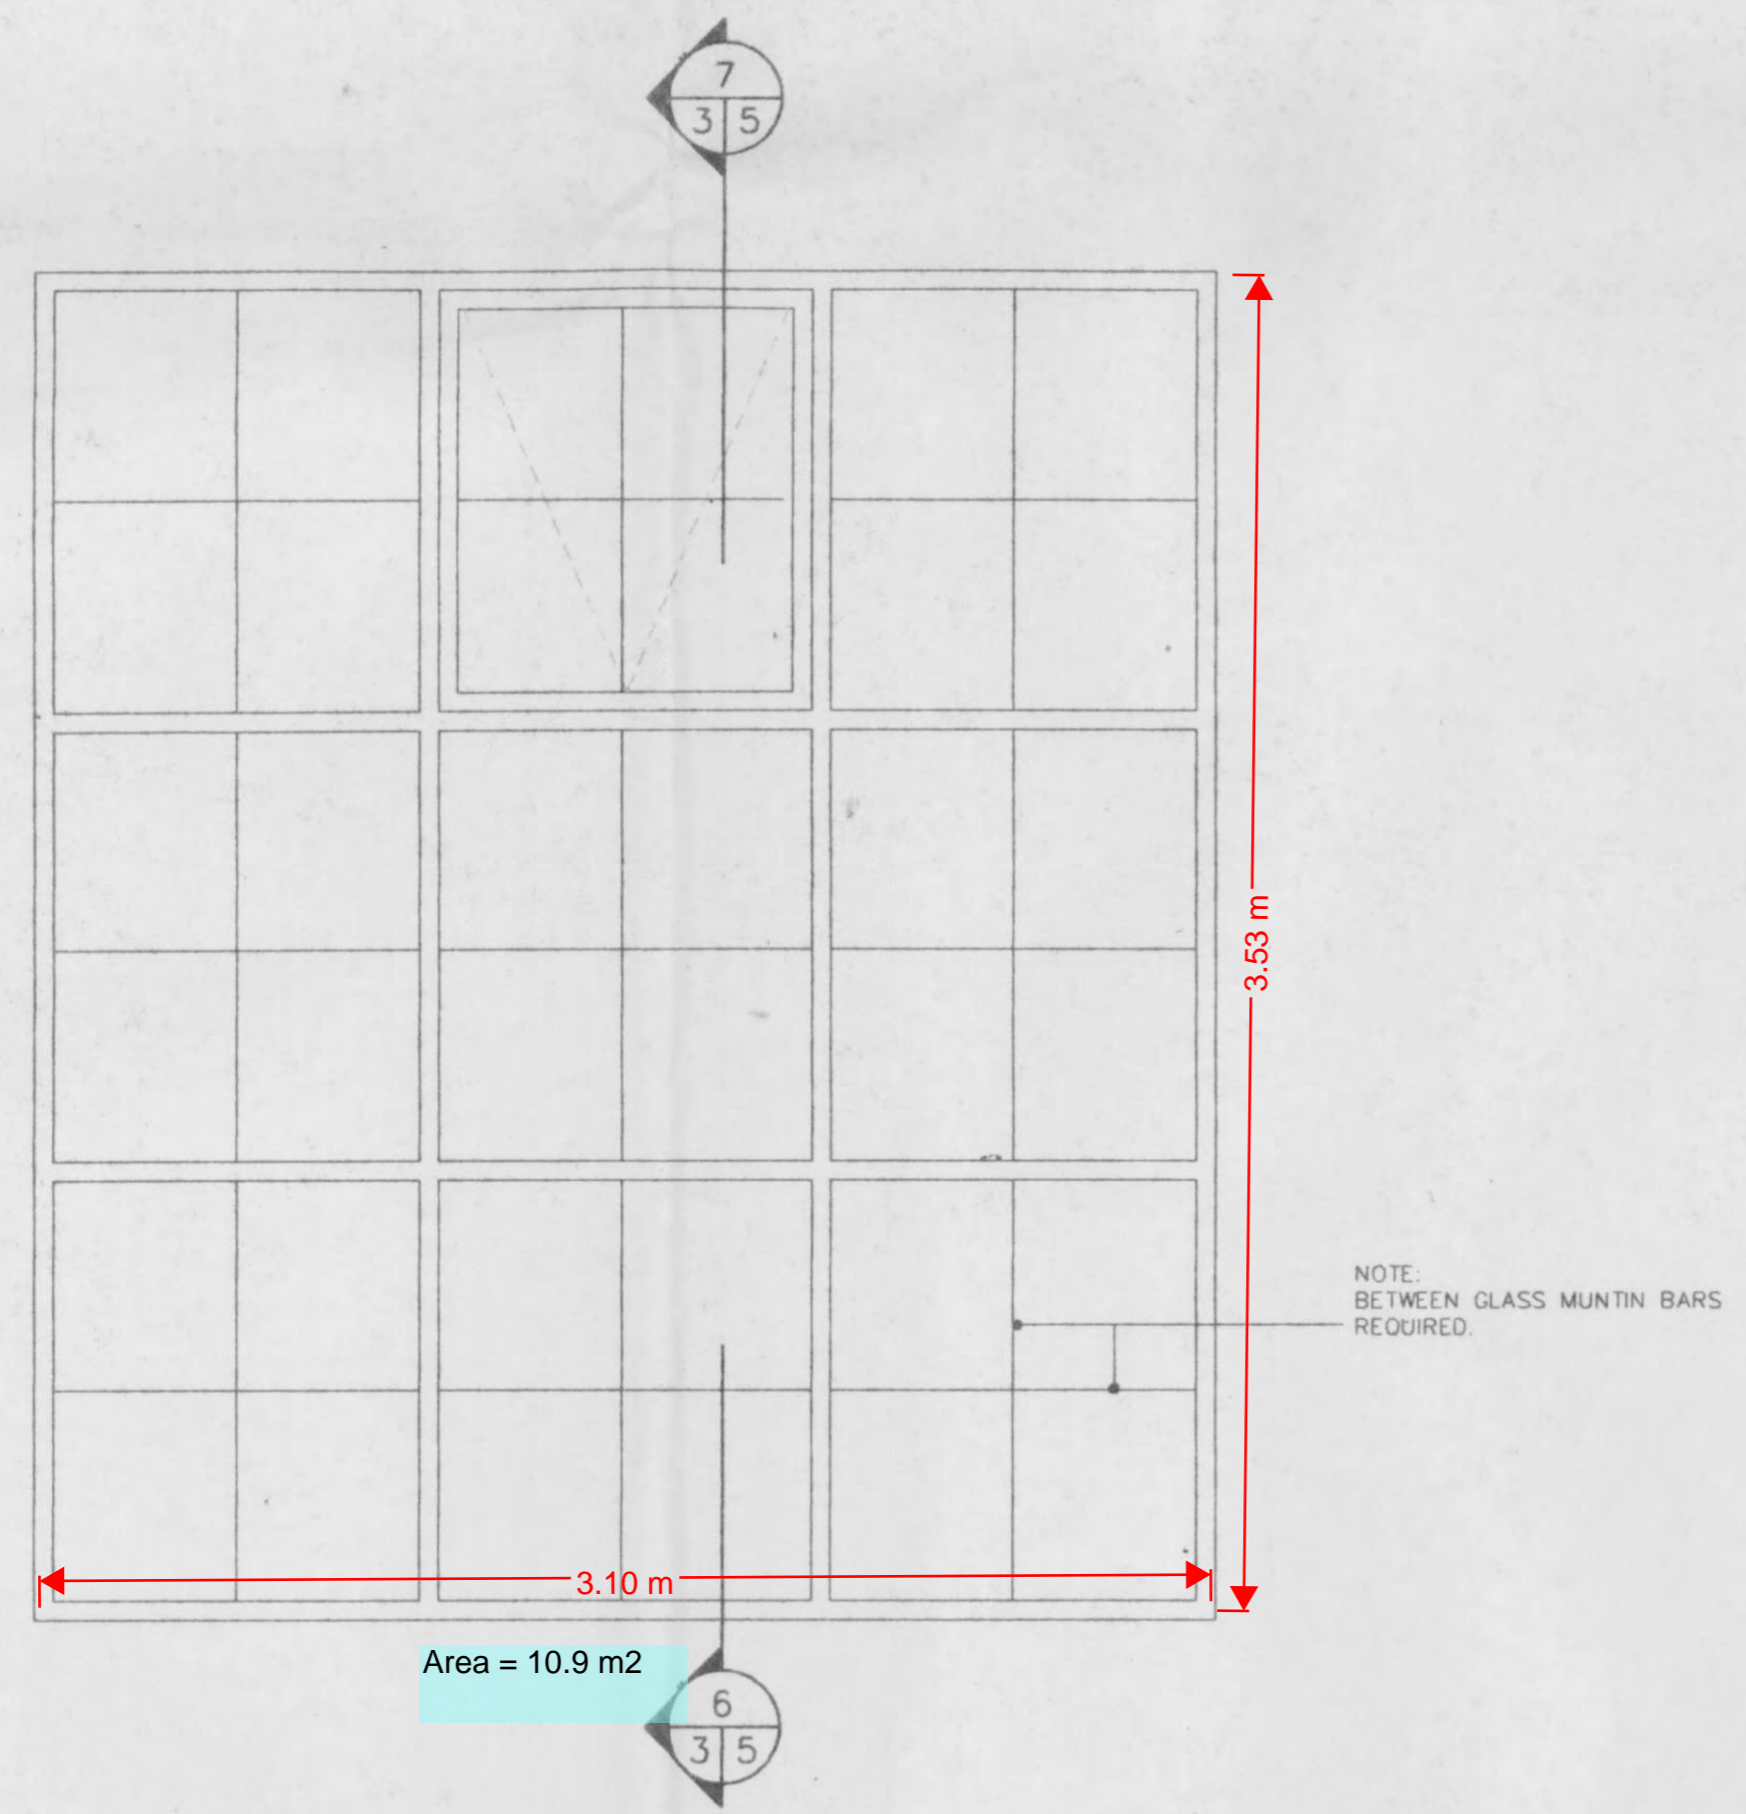 7
3 5
3.53 m
NOTE:
BETWEEN GLASS MUNTIN BARS
REQUIRED.
3.10 m
Area = 10.9 m2
6
3 5